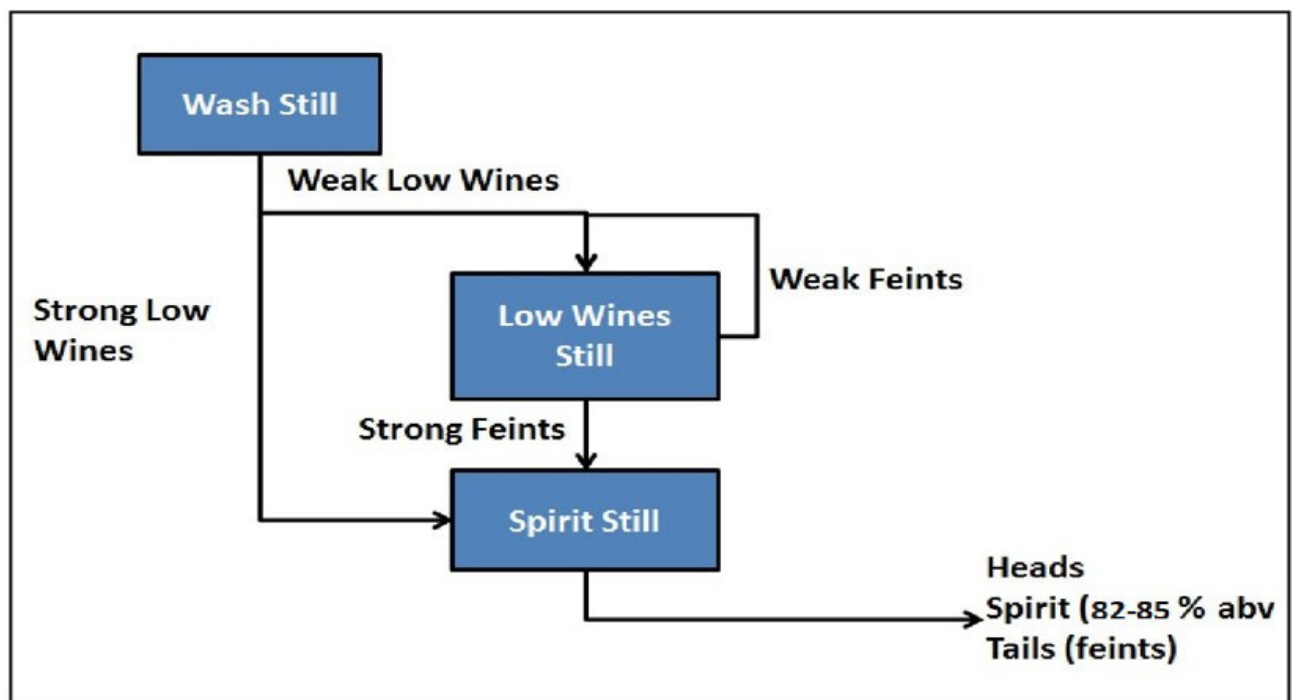 Wash Still
Weak Low Wines
Weak Feints
Strong Low
Wines
Low Wines
Still
Strong Feints
Spirit Still
Heads
Spirit (82-85 % abv
Tails (feints)